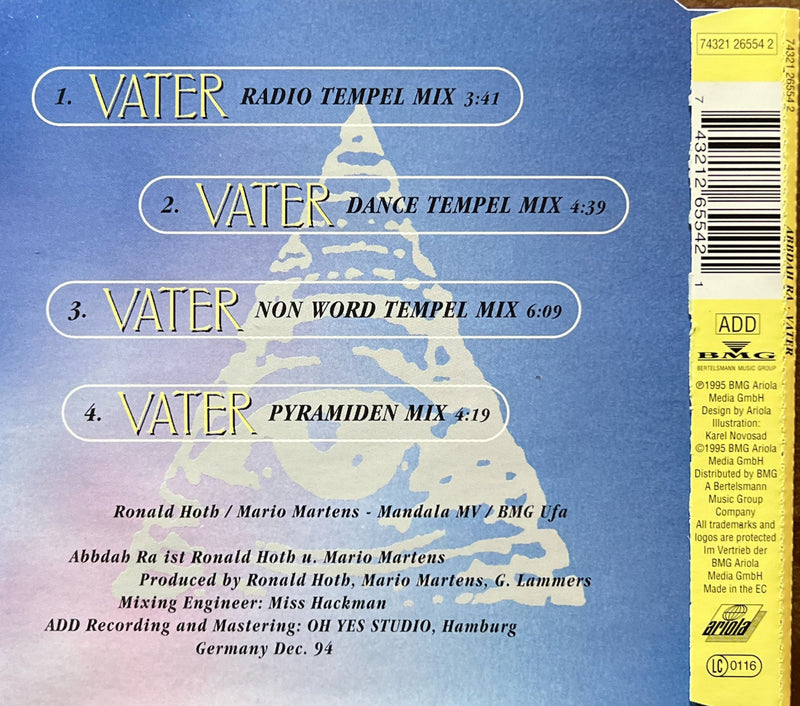 1. VATER RADIO TEMPEL MIX 3:41
2. VATER DANCE TEMPEL MIX 4:39
3. VATER NON WORD TEMPEL MIX 6:09
4. VATER PYRAMIDEN MIX 4:19
Ronald Hoth / Mario Martens - Mandala MV / BMG Ufa
Abbdah Ra ist Ronald Hoth u. Mario Martens
Produced by Ronald Hoth, Mario Martens, G. Lammers
Mixing Engineer: Miss Hackman
ADD Recording and Mastering: OH YES STUDIO, Hamburg
Germany Dec. 94
74321 26554 2
7 43212 65542 1
ADD
BMG
BERTELSMANN MUSIC GROUP
℗1995 BMG Ariola
Media GmbH
Design by Ariola
Illustration:
Karel Novosad
©1995 BMG Ariola
Media GmbH
Distributed by BMG
A Bertelsmann
Music Group
Company
All trademarks and
logos are protected
Im Vertrieb der
BMG Ariola
Media GmbH
Made in the EC
ariola
LC 0116
74321 26554 2
ABBDAH RA · VATER